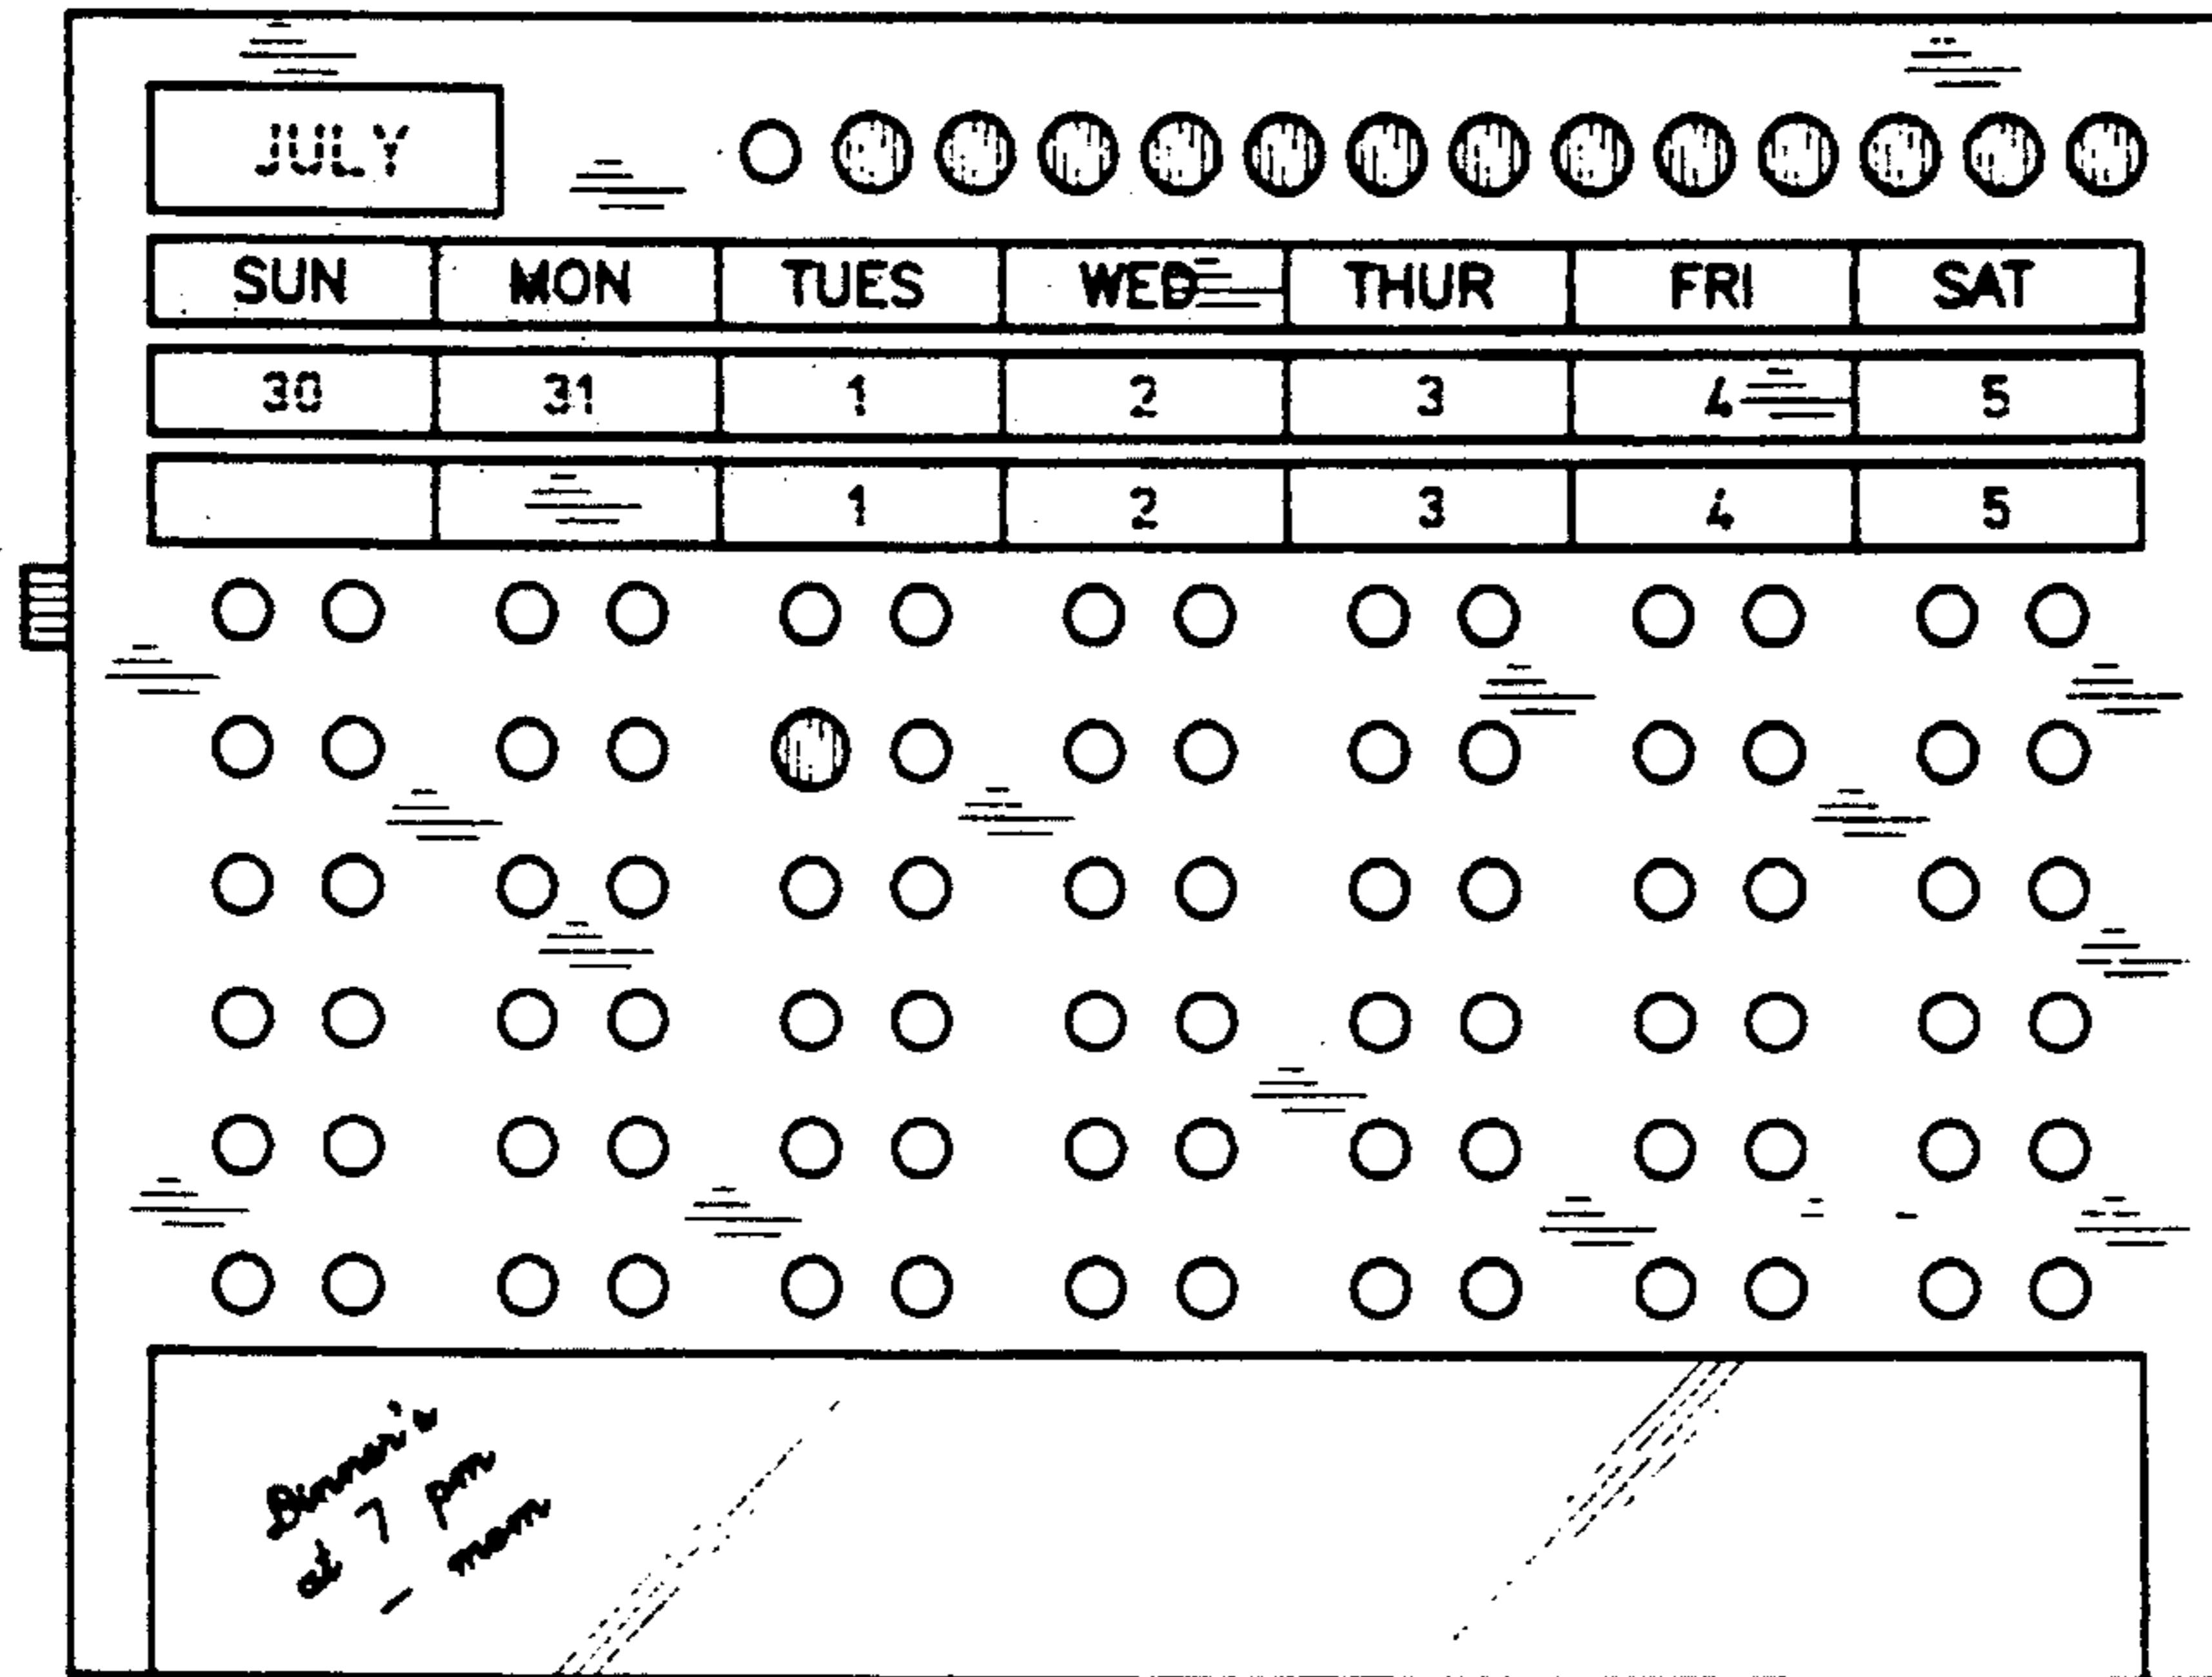 JULY
SUN MON TUES WED THUR FRI SAT
30 31 1 2 3 4 5
1 2 3 4 5
Dinner's
at 7 pm
- mom